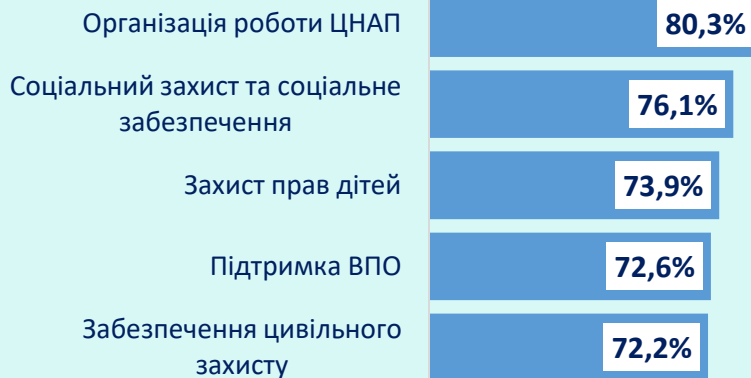 Організація роботи ЦНАП
80,3%
Соціальний захист та соціальне
забезпечення
76,1%
Захист прав дітей
73,9%
Підтримка ВПО
72,6%
Забезпечення цивільного
захисту
72,2%